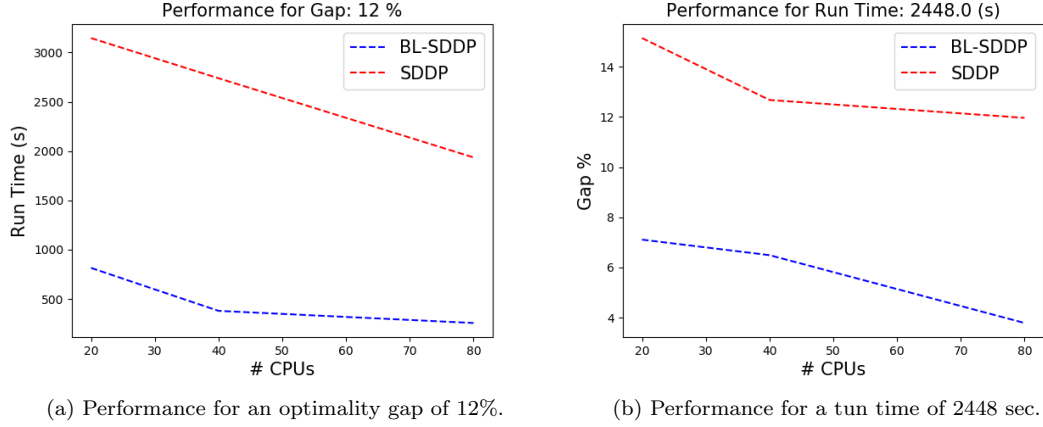 Performance for Gap: 12 %
BL-SDDP
SDDP
3000
2500
2000
1500
1000
500
Run Time (s)
20 30 40 50 60 70 80
# CPUs
(a) Performance for an optimality gap of 12%.
Performance for Run Time: 2448.0 (s)
BL-SDDP
SDDP
14
12
10
8
6
4
Gap %
20 30 40 50 60 70 80
# CPUs
(b) Performance for a tun time of 2448 sec.